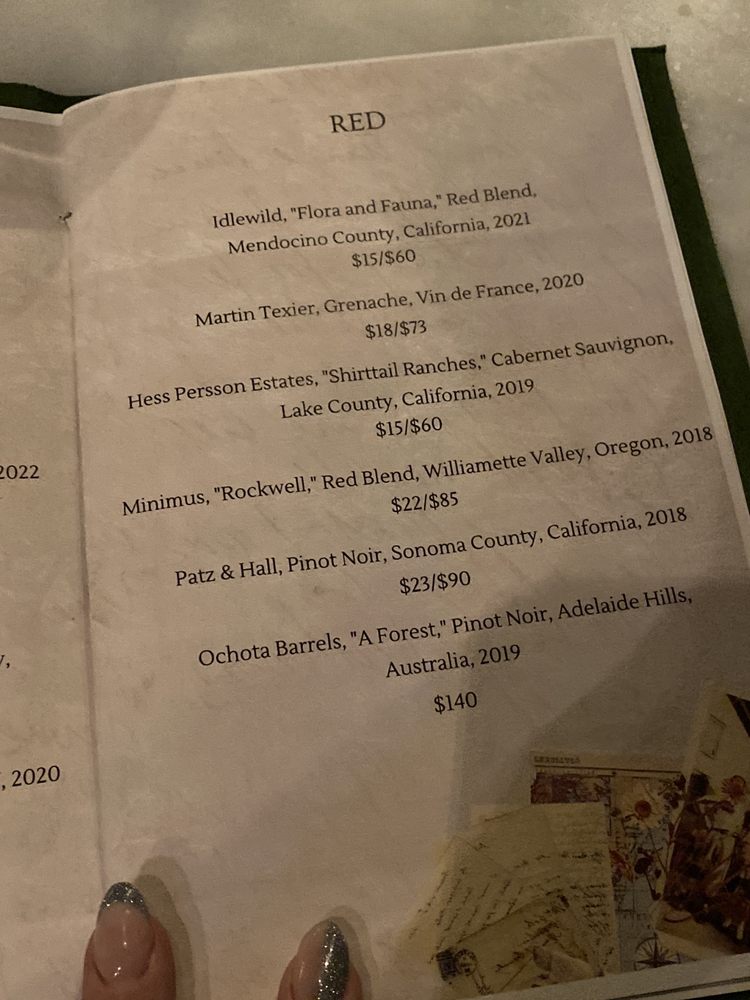 RED
Idlewild, "Flora and Fauna," Red Blend,
Mendocino County, California, 2021
$15/$60
Martin Texier, Grenache, Vin de France, 2020
$18/$73
Hess Persson Estates, "Shirttail Ranches," Cabernet Sauvignon,
Lake County, California, 2019
$15/$60
Minimus, "Rockwell," Red Blend, Williamette Valley, Oregon, 2018
$22/$85
Patz & Hall, Pinot Noir, Sonoma County, California, 2018
$23/$90
Ochota Barrels, "A Forest," Pinot Noir, Adelaide Hills,
Australia, 2019
$140
2022
, 2020